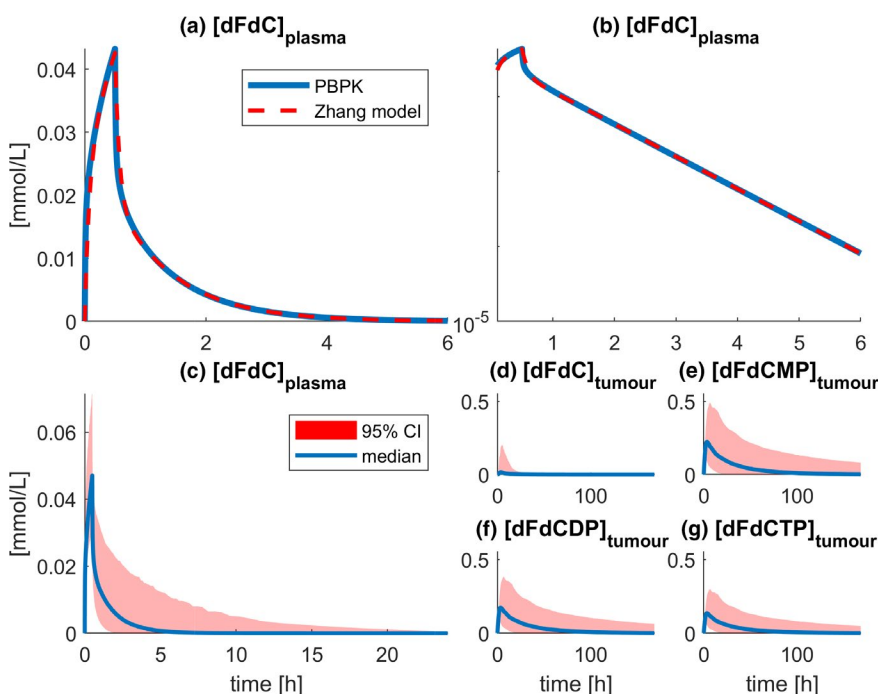 (a) [dFdC]plasma
0.04
0.03
0.02
0.01
0
[mmol/L]
PBPK
Zhang model
0 2 4 6
(b) [dFdC]plasma
10-5
1 2 3 4 5 6
(c) [dFdC]plasma
0.06
0.04
0.02
0
[mmol/L]
95% CI
median
0 5 10 15 20
time [h]
(d) [dFdC]tumour
0.5
0
0 100
(e) [dFdCMP]tumour
0.5
0
0 100
(f) [dFdCDP]tumour
0.5
0
0 100
time [h]
(g) [dFdCTP]tumour
0.5
0
0 100
time [h]